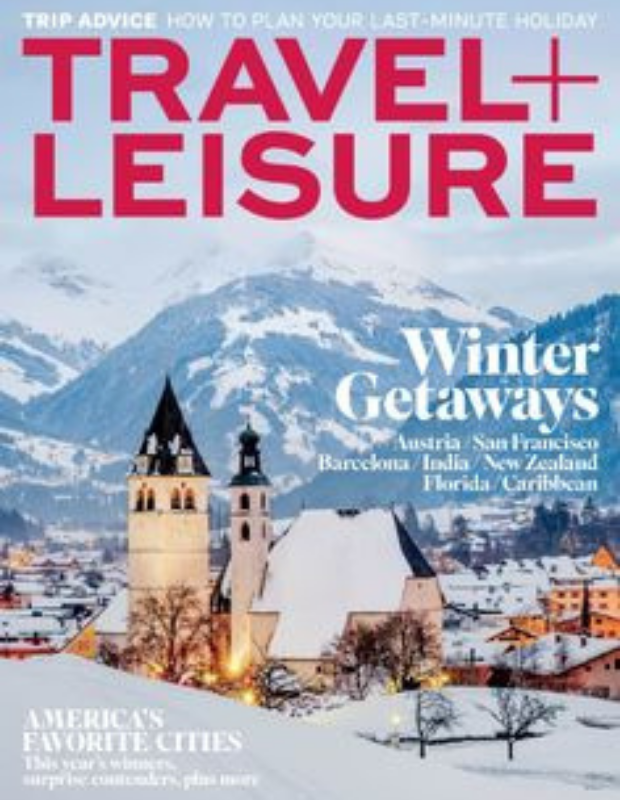 TRIP ADVICE HOW TO PLAN YOUR LAST-MINUTE HOLIDAY
TRAVEL+
LEISURE
Winter
Getaways
Austria / San Francisco
Barcelona / India / New Zealand
Florida / Caribbean
AMERICA'S
FAVORITE CITIES
This year's winners,
surprise contenders, plus more